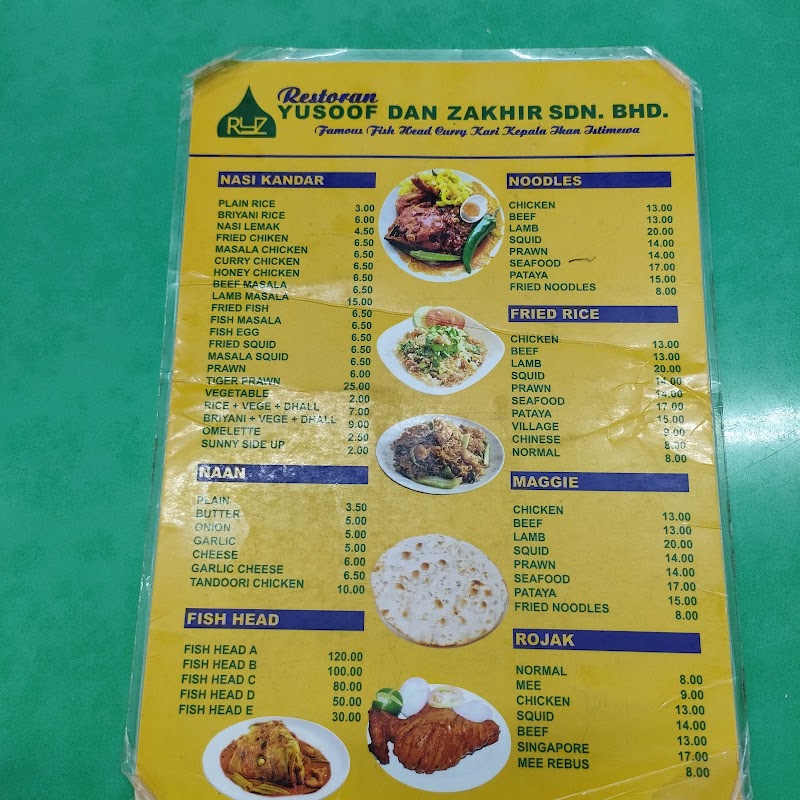 RYZ
Restoran
YUSOOF DAN ZAKHIR SDN. BHD.
Famous Fish Head Curry Kari Kepala Ikan Istimewa
NASI KANDAR
PLAIN RICE 3.00
BRIYANI RICE 6.00
NASI LEMAK 4.50
FRIED CHIKEN 6.50
MASALA CHICKEN 6.50
CURRY CHICKEN 6.50
HONEY CHICKEN 6.50
BEEF MASALA 6.50
LAMB MASALA 15.00
FRIED FISH 6.50
FISH MASALA 6.50
FISH EGG 6.50
FRIED SQUID 6.50
MASALA SQUID 6.50
PRAWN 6.00
TIGER PRAWN 25.00
VEGETABLE 2.00
RICE + VEGE + DHALL 7.00
BRIYANI + VEGE + DHALL 9.00
OMELETTE 2.50
SUNNY SIDE UP 2.00
NAAN
PLAIN 3.50
BUTTER 5.00
ONION 5.00
GARLIC 5.00
CHEESE 6.00
GARLIC CHEESE 6.50
TANDOORI CHICKEN 10.00
FISH HEAD
FISH HEAD A 120.00
FISH HEAD B 100.00
FISH HEAD C 80.00
FISH HEAD D 50.00
FISH HEAD E 30.00
NOODLES
CHICKEN 13.00
BEEF 13.00
LAMB 20.00
SQUID 14.00
PRAWN 14.00
SEAFOOD 17.00
PATAYA 15.00
FRIED NOODLES 8.00
FRIED RICE
CHICKEN 13.00
BEEF 13.00
LAMB 20.00
SQUID 14.00
PRAWN 14.00
SEAFOOD 17.00
PATAYA 15.00
VILLAGE 9.00
CHINESE 8.00
NORMAL 8.00
MAGGIE
CHICKEN 13.00
BEEF 13.00
LAMB 20.00
SQUID 14.00
PRAWN 14.00
SEAFOOD 17.00
PATAYA 15.00
FRIED NOODLES 8.00
ROJAK
NORMAL 8.00
MEE 9.00
CHICKEN 13.00
SQUID 14.00
BEEF 13.00
SINGAPORE 17.00
MEE REBUS 8.00